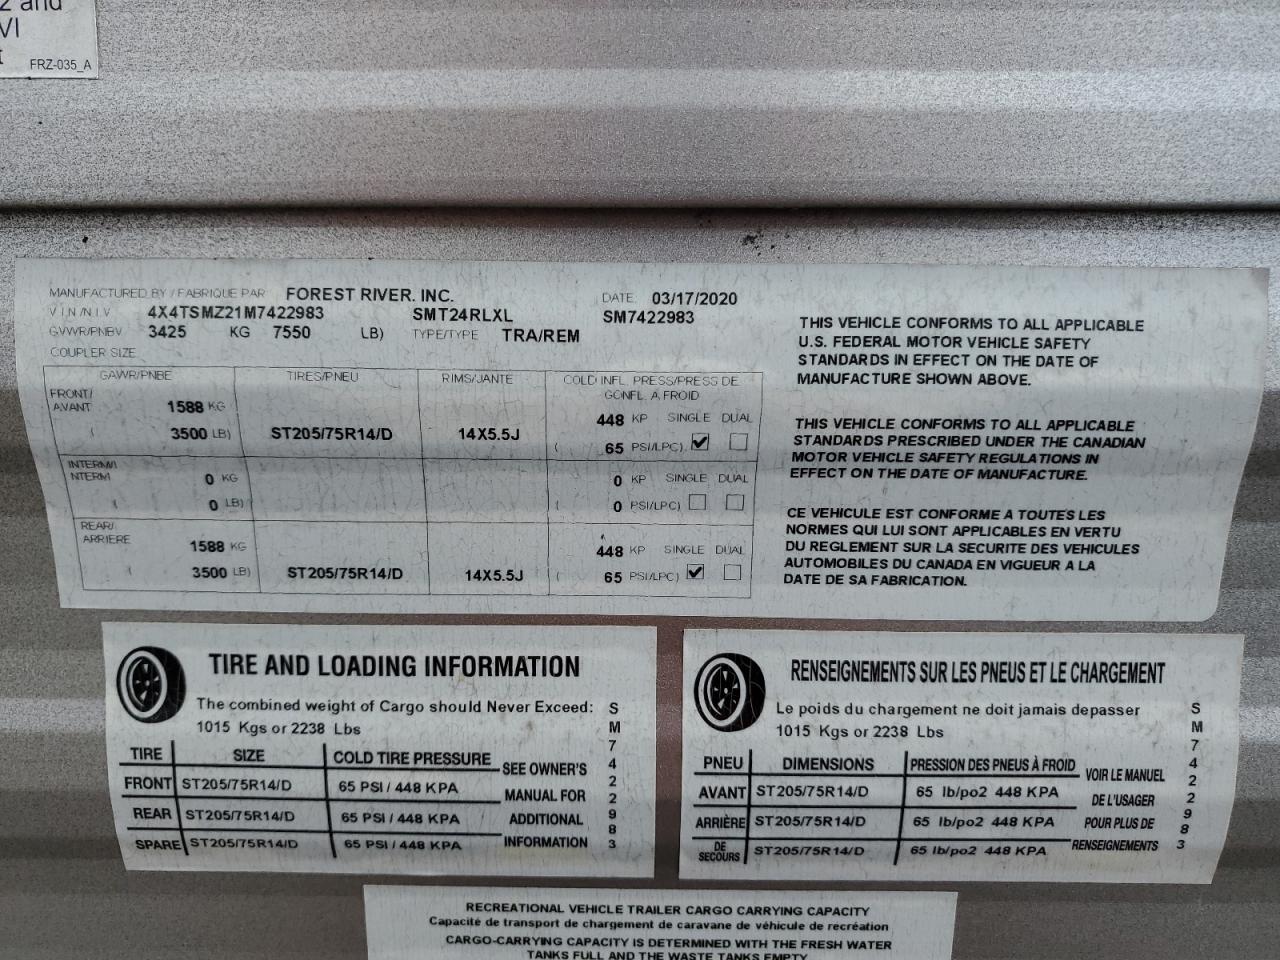 2 and
VI
FRZ-035_A
MANUFACTURED BY / FABRIQUE PAR FOREST RIVER. INC. DATE 03/17/2020
V.I.N./N.I.V. 4X4TSMZ21M7422983 SMT24RLXL SM7422983
GVWR/PNBV 3425 KG 7550 LB) TYPE/TYPE TRA/REM
COUPLER SIZE
GAWR/PNBE TIRES/PNEU RIMS/JANTE COLD INFL. PRESS/PRESS DE
GONFL. A FROID
FRONT/
AVANT 1588 KG 448 KP SINGLE DUAL
( 3500 LB) ST205/75R14/D 14X5.5J ( 65 PSI/LPC)
INTERM/I
NTERM 0 KG 0 KP SINGLE DUAL
( 0 LB) ( 0 PSI/LPC)
REAR/
ARRIERE 1588 KG 448 KP SINGLE DUAL
( 3500 LB) ST205/75R14/D 14X5.5J ( 65 PSI/LPC)
THIS VEHICLE CONFORMS TO ALL APPLICABLE
U.S. FEDERAL MOTOR VEHICLE SAFETY
STANDARDS IN EFFECT ON THE DATE OF
MANUFACTURE SHOWN ABOVE.
THIS VEHICLE CONFORMS TO ALL APPLICABLE
STANDARDS PRESCRIBED UNDER THE CANADIAN
MOTOR VEHICLE SAFETY REGULATIONS IN
EFFECT ON THE DATE OF MANUFACTURE.
CE VEHICULE EST CONFORME A TOUTES LES
NORMES QUI LUI SONT APPLICABLES EN VERTU
DU REGLEMENT SUR LA SECURITE DES VEHICULES
AUTOMOBILES DU CANADA EN VIGUEUR A LA
DATE DE SA FABRICATION.
TIRE AND LOADING INFORMATION
The combined weight of Cargo should Never Exceed:
1015 Kgs or 2238 Lbs
TIRE SIZE COLD TIRE PRESSURE
FRONT ST205/75R14/D 65 PSI / 448 KPA
REAR ST205/75R14/D 65 PSI / 448 KPA
SPARE ST205/75R14/D 65 PSI / 448 KPA
SEE OWNER'S
MANUAL FOR
ADDITIONAL
INFORMATION
SM7422983
RENSEIGNEMENTS SUR LES PNEUS ET LE CHARGEMENT
Le poids du chargement ne doit jamais depasser
1015 Kgs or 2238 Lbs
PNEU DIMENSIONS PRESSION DES PNEUS À FROID
AVANT ST205/75R14/D 65 lb/po2 448 KPA
ARRIÈRE ST205/75R14/D 65 lb/po2 448 KPA
DE
SECOURS ST205/75R14/D 65 lb/po2 448 KPA
VOIR LE MANUEL
DE L'USAGER
POUR PLUS DE
RENSEIGNEMENTS
SM7422983
RECREATIONAL VEHICLE TRAILER CARGO CARRYING CAPACITY
Capacité de transport de chargement de caravane de véhicule de recréation
CARGO-CARRYING CAPACITY IS DETERMINED WITH THE FRESH WATER
TANKS FULL AND THE WASTE TANKS EMPTY